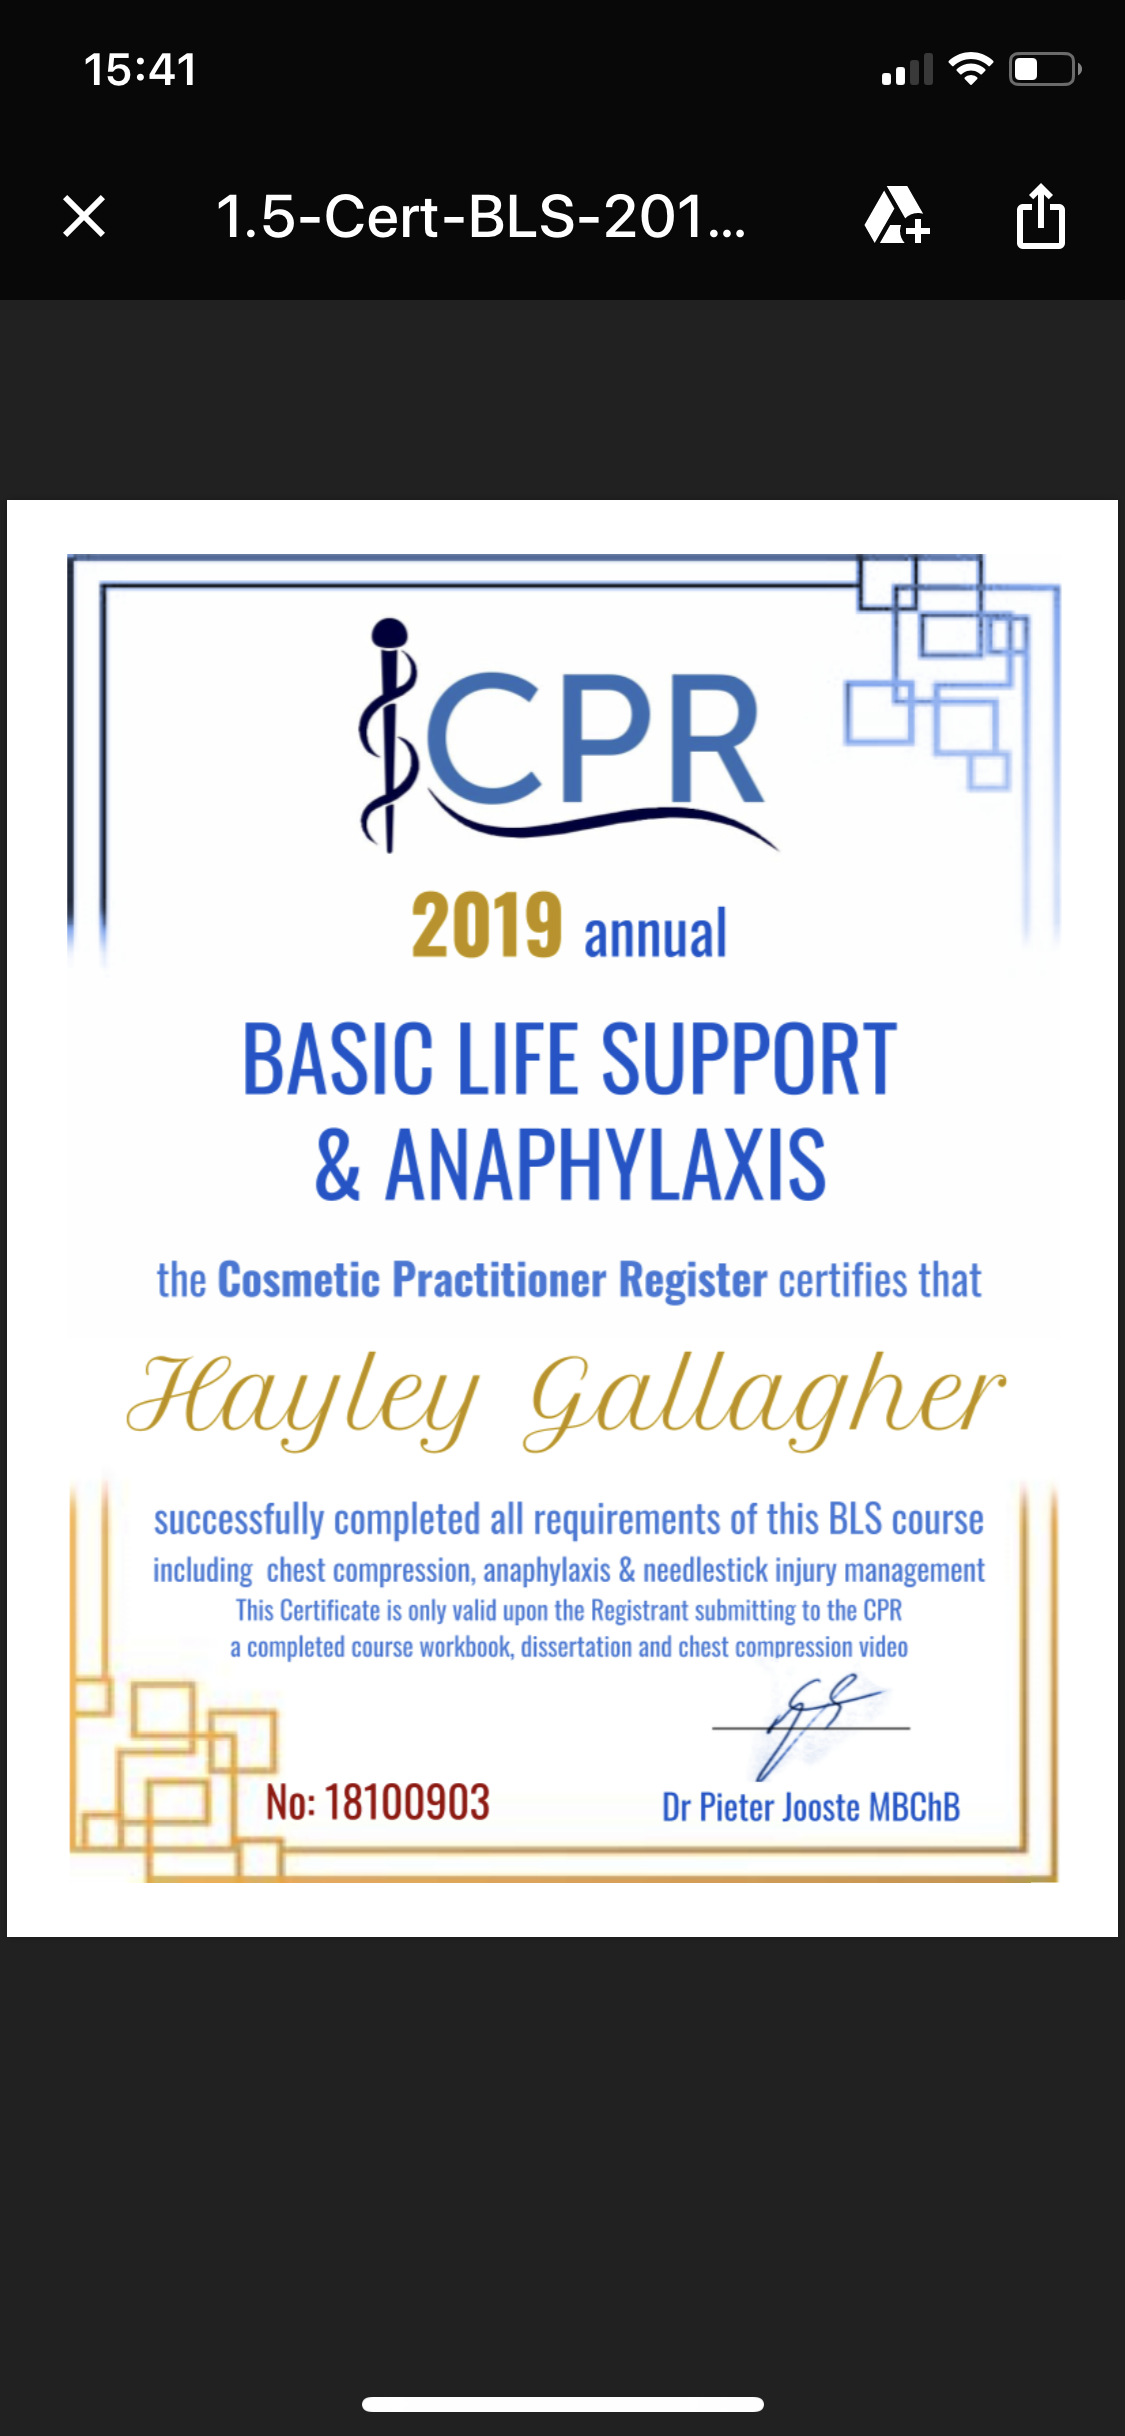 15:41
1.5-Cert-BLS-201...
CPR
2019 annual
BASIC LIFE SUPPORT
& ANAPHYLAXIS
the Cosmetic Practitioner Register certifies that
Hayley Gallagher
successfully completed all requirements of this BLS course
including chest compression, anaphylaxis & needlestick injury management
This Certificate is only valid upon the Registrant submitting to the CPR
a completed course workbook, dissertation and chest compression video
No: 18100903
Dr Pieter Jooste MBChB